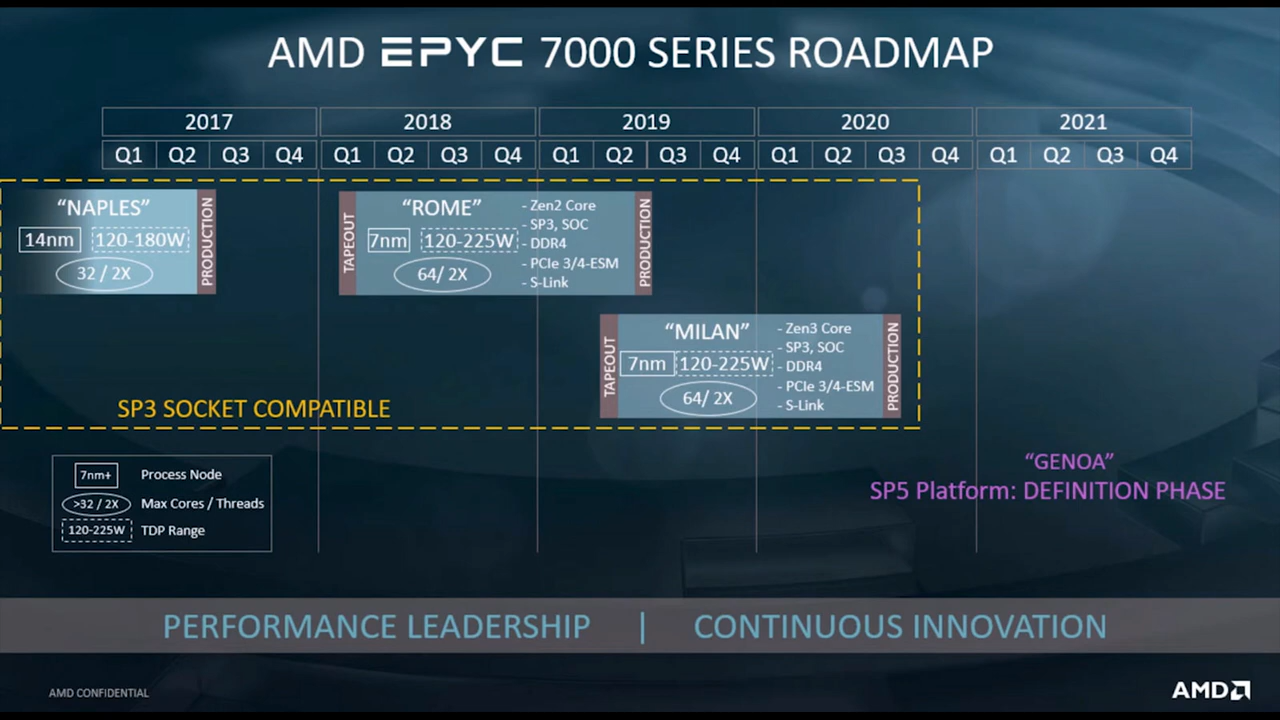 AMD EPYC 7000 SERIES ROADMAP
2017 2018 2019 2020 2021
Q1 Q2 Q3 Q4 Q1 Q2 Q3 Q4 Q1 Q2 Q3 Q4 Q1 Q2 Q3 Q4 Q1 Q2 Q3 Q4
“NAPLES”
14nm 120-180W
32 / 2X
PRODUCTION
TAPEOUT
“ROME”
7nm 120-225W
64/ 2X
- Zen2 Core
- SP3, SOC
- DDR4
- PCIe 3/4-ESM
- S-Link
PRODUCTION
TAPEOUT
“MILAN”
7nm 120-225W
64/ 2X
- Zen3 Core
- SP3, SOC
- DDR4
- PCIe 3/4-ESM
- S-Link
PRODUCTION
SP3 SOCKET COMPATIBLE
“GENOA”
SP5 Platform: DEFINITION PHASE
7nm+ Process Node
>32 / 2X Max Cores / Threads
120-225W TDP Range
PERFORMANCE LEADERSHIP | CONTINUOUS INNOVATION
AMD CONFIDENTIAL
AMD